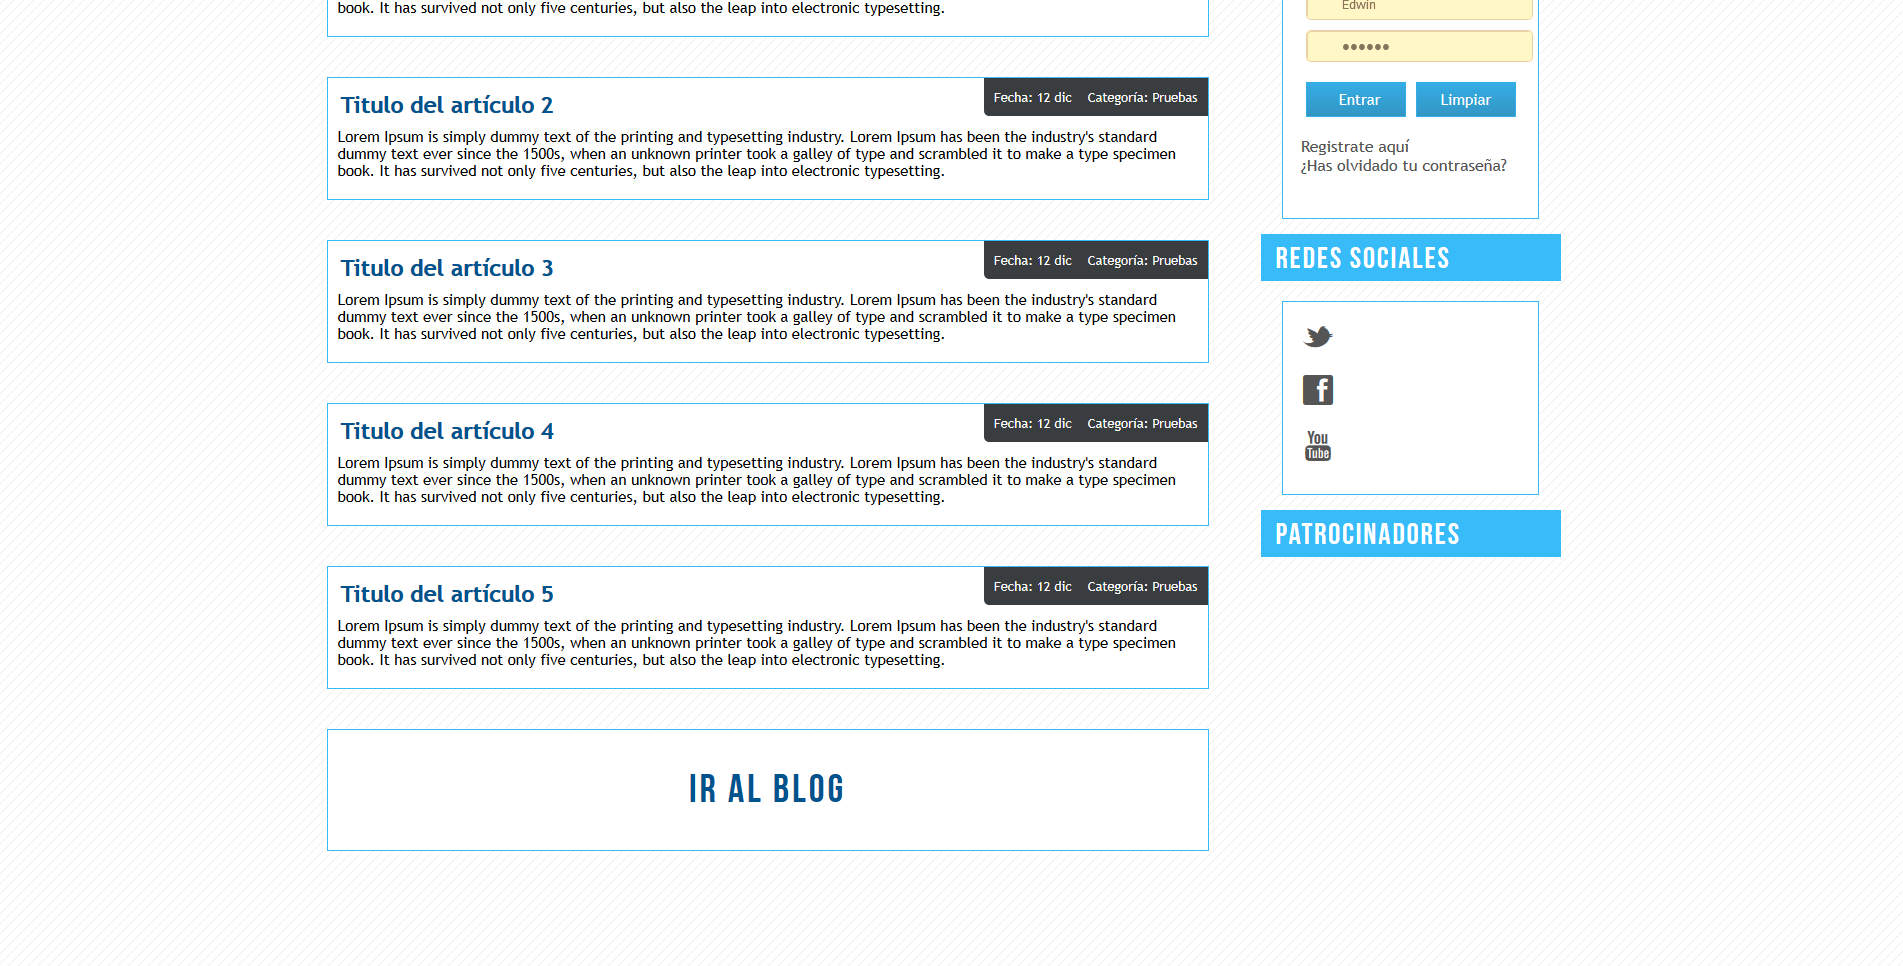 book. It has survived not only five centuries, but also the leap into electronic typesetting.
Titulo del artículo 2
Fecha: 12 dic Categoría: Pruebas
Lorem Ipsum is simply dummy text of the printing and typesetting industry. Lorem Ipsum has been the industry's standard
dummy text ever since the 1500s, when an unknown printer took a galley of type and scrambled it to make a type specimen
book. It has survived not only five centuries, but also the leap into electronic typesetting.
Titulo del artículo 3
Fecha: 12 dic Categoría: Pruebas
Lorem Ipsum is simply dummy text of the printing and typesetting industry. Lorem Ipsum has been the industry's standard
dummy text ever since the 1500s, when an unknown printer took a galley of type and scrambled it to make a type specimen
book. It has survived not only five centuries, but also the leap into electronic typesetting.
Titulo del artículo 4
Fecha: 12 dic Categoría: Pruebas
Lorem Ipsum is simply dummy text of the printing and typesetting industry. Lorem Ipsum has been the industry's standard
dummy text ever since the 1500s, when an unknown printer took a galley of type and scrambled it to make a type specimen
book. It has survived not only five centuries, but also the leap into electronic typesetting.
Titulo del artículo 5
Fecha: 12 dic Categoría: Pruebas
Lorem Ipsum is simply dummy text of the printing and typesetting industry. Lorem Ipsum has been the industry's standard
dummy text ever since the 1500s, when an unknown printer took a galley of type and scrambled it to make a type specimen
book. It has survived not only five centuries, but also the leap into electronic typesetting.
IR AL BLOG
Edwin
••••••
Entrar Limpiar
Registrate aquí
¿Has olvidado tu contraseña?
REDES SOCIALES
f
You
Tube
PATROCINADORES